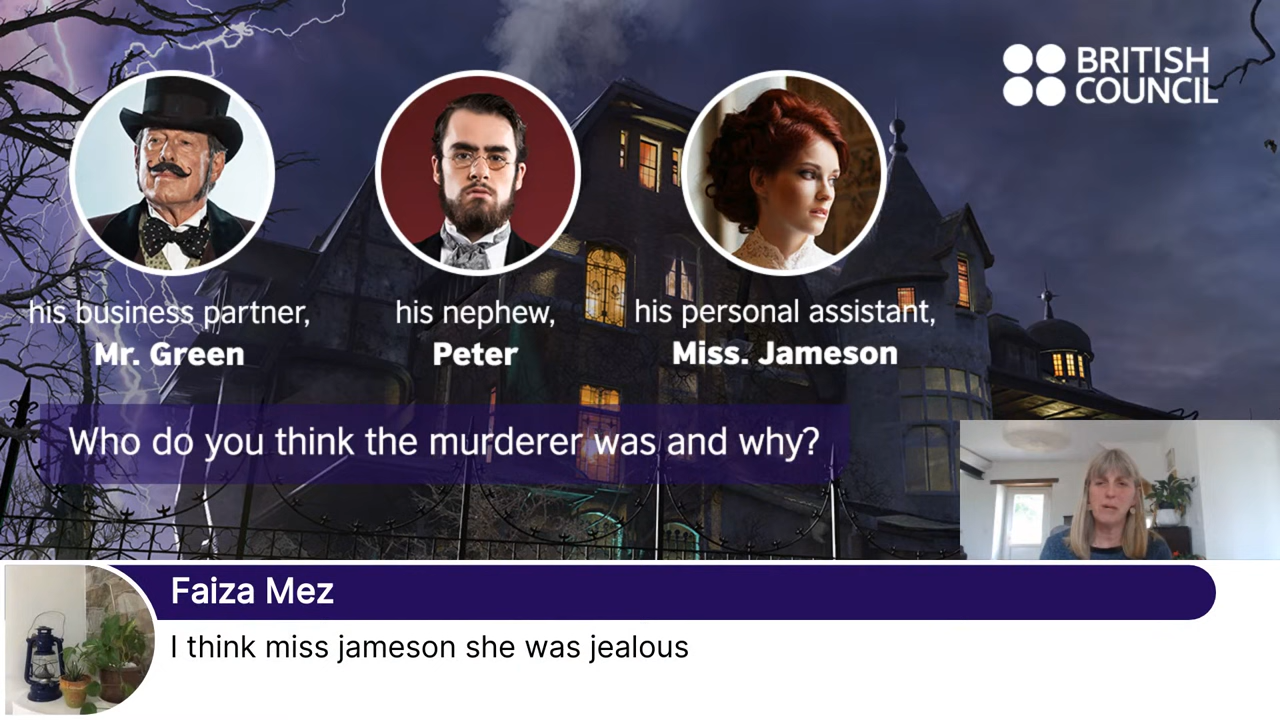 BRITISH
COUNCIL
his business partner,
Mr. Green
his nephew,
Peter
his personal assistant,
Miss. Jameson
Who do you think the murderer was and why?
Faiza Mez
I think miss jameson she was jealous